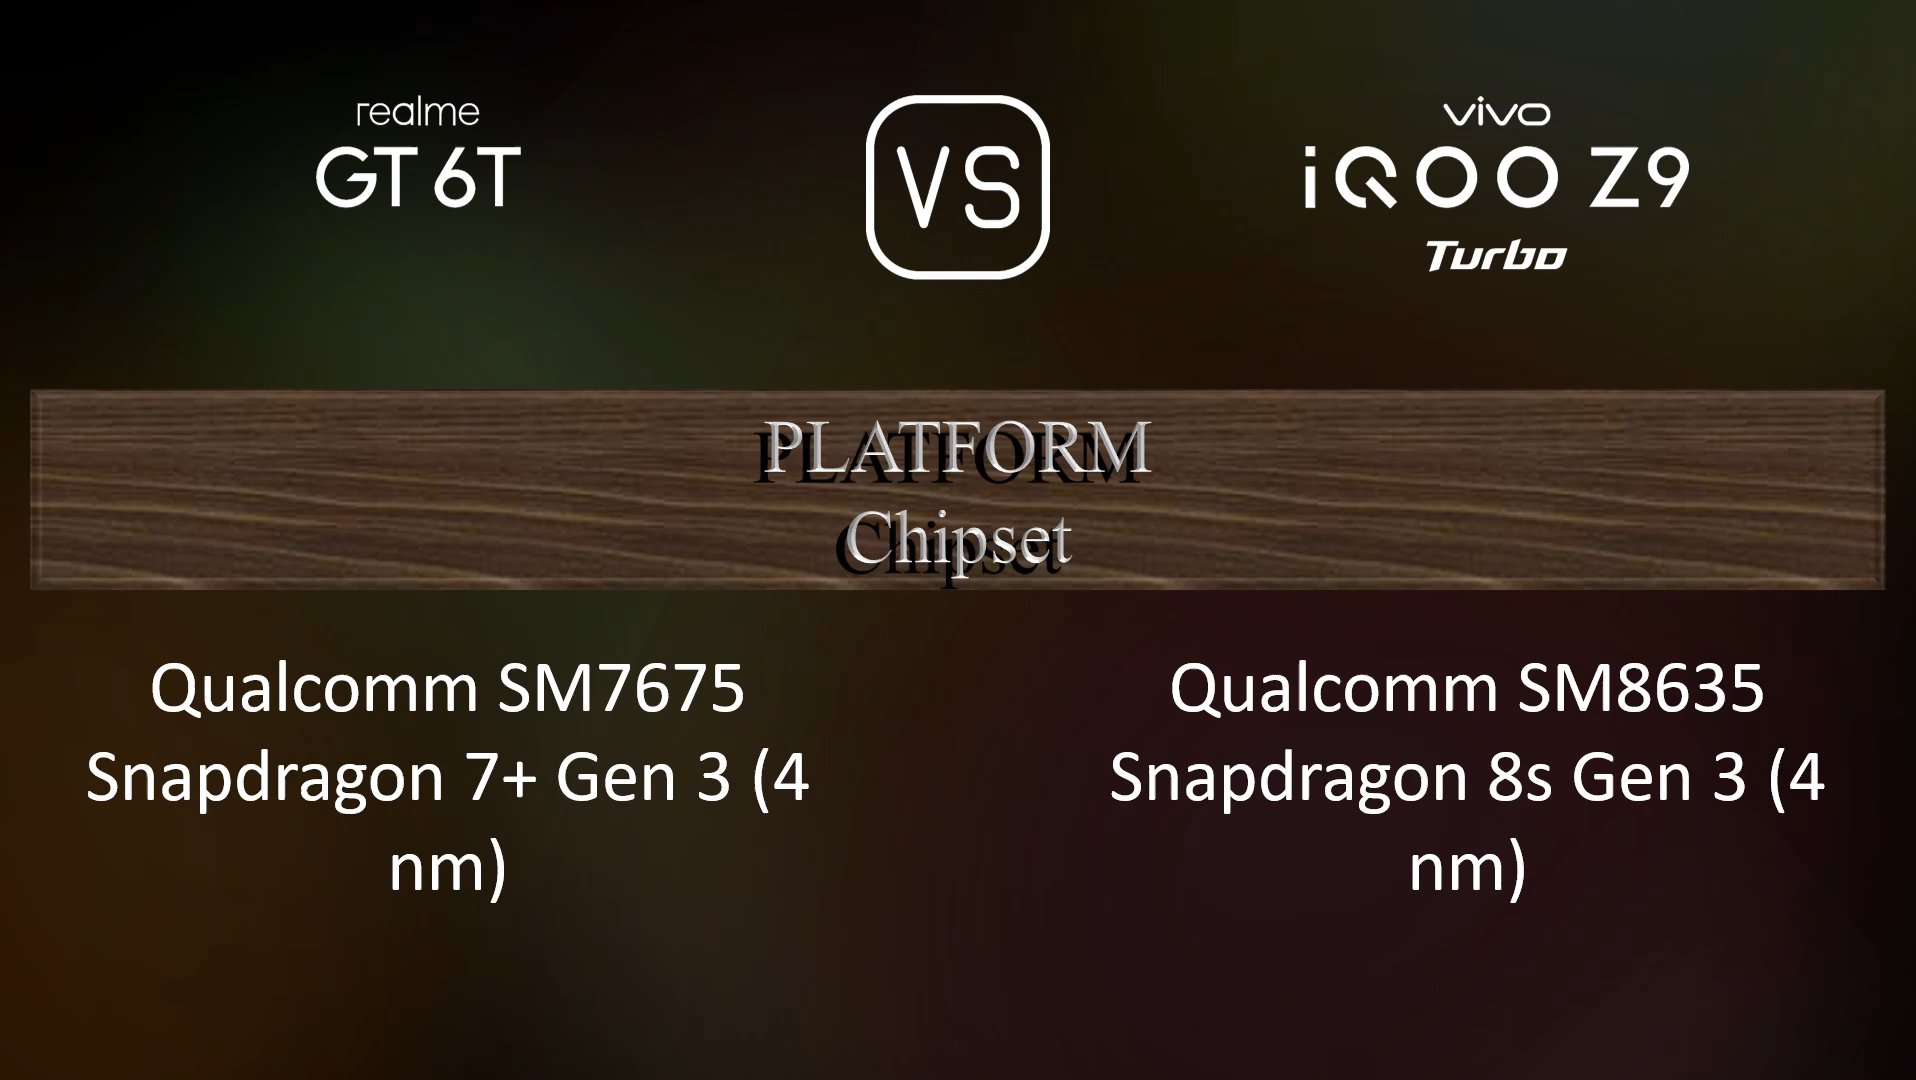 realme
GT 6T
VS
vivo
iQOO Z9
Turbo
PLATFORM
Chipset
Qualcomm SM7675
Snapdragon 7+ Gen 3 (4
nm)
Qualcomm SM8635
Snapdragon 8s Gen 3 (4
nm)